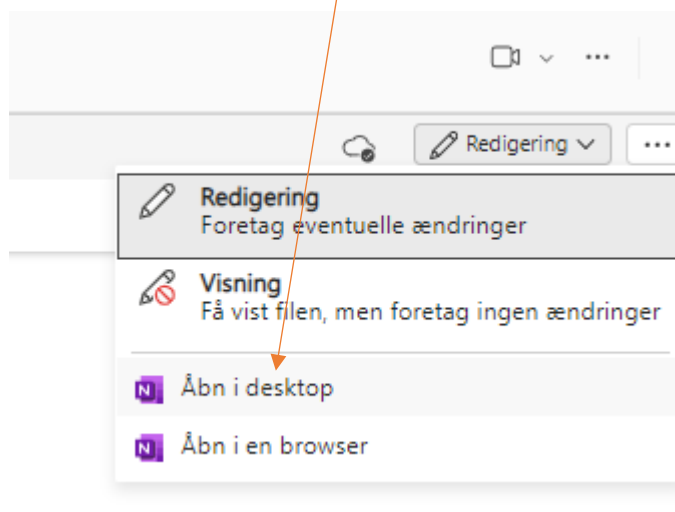 Redigering
Redigering
Foretag eventuelle ændringer
Visning
Få vist filen, men foretag ingen ændringer
Åbn i desktop
Åbn i en browser